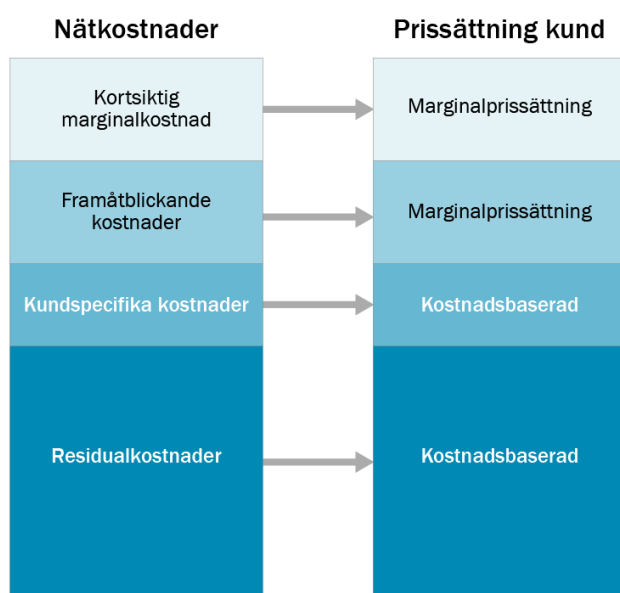 Nätkostnader
Prissättning kund
Kortsiktig
marginalkostnad
Marginalprissättning
Framåtblickande
kostnader
Marginalprissättning
Kundspecifika kostnader
Kostnadsbaserad
Residualkostnader
Kostnadsbaserad